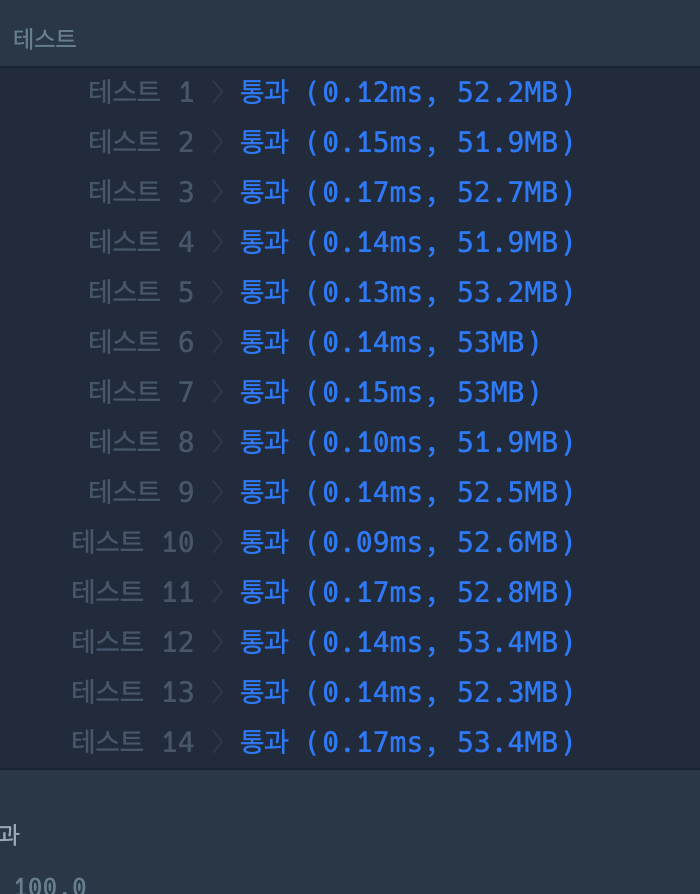 테스트
테스트 1 〉 통과 (0.12ms, 52.2MB)
테스트 2 〉 통과 (0.15ms, 51.9MB)
테스트 3 〉 통과 (0.17ms, 52.7MB)
테스트 4 〉 통과 (0.14ms, 51.9MB)
테스트 5 〉 통과 (0.13ms, 53.2MB)
테스트 6 〉 통과 (0.14ms, 53MB)
테스트 7 〉 통과 (0.15ms, 53MB)
테스트 8 〉 통과 (0.10ms, 51.9MB)
테스트 9 〉 통과 (0.14ms, 52.5MB)
테스트 10 〉 통과 (0.09ms, 52.6MB)
테스트 11 〉 통과 (0.17ms, 52.8MB)
테스트 12 〉 통과 (0.14ms, 53.4MB)
테스트 13 〉 통과 (0.14ms, 52.3MB)
테스트 14 〉 통과 (0.17ms, 53.4MB)
과
100.0